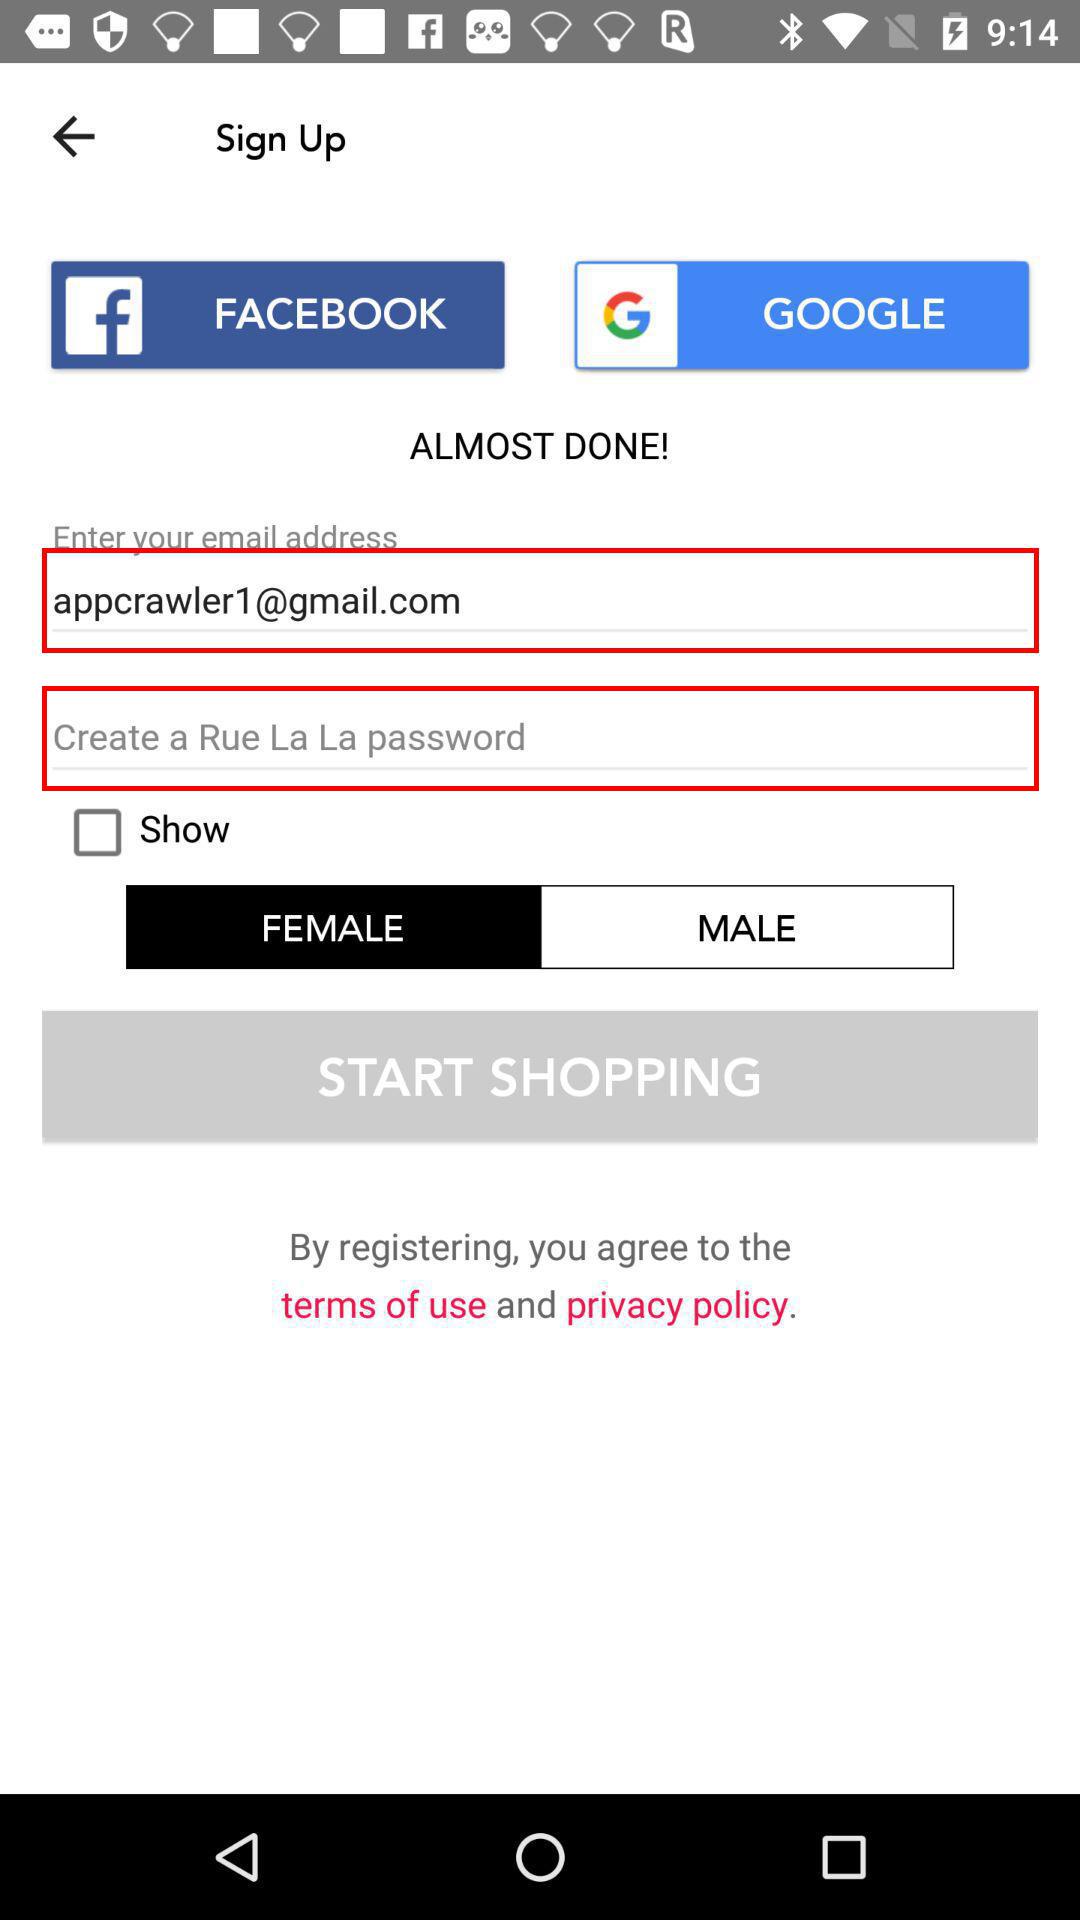 9:14
Sign Up
FACEBOOK
GOOGLE
ALMOST DONE!
Enter your email address
appcrawler1@gmail.com
Create a Rue La La password
Show
FEMALE
MALE
START SHOPPING
By registering, you agree to the
terms of use and privacy policy.